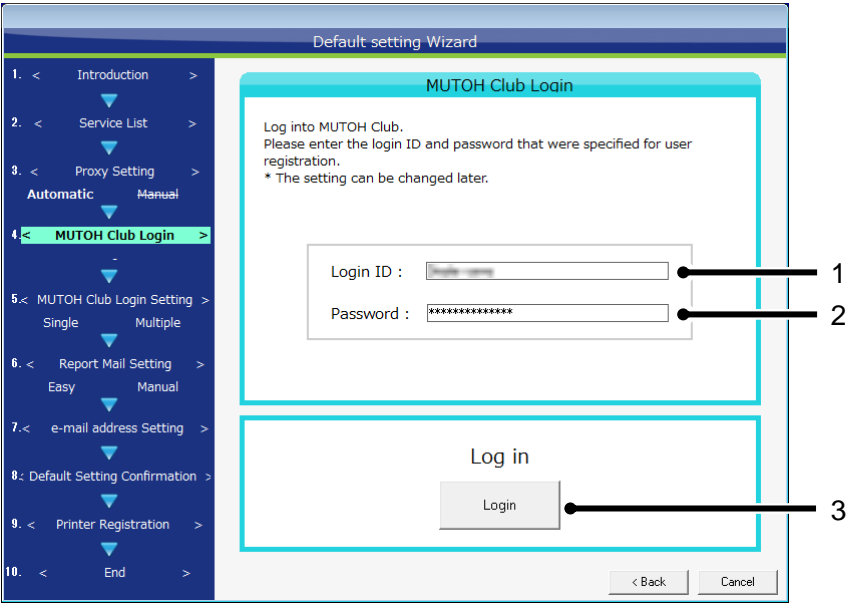 Default setting Wizard
1. < Introduction >
2. < Service List >
3. < Proxy Setting >
Automatic Manual
4.< MUTOH Club Login >
-
5.< MUTOH Club Login Setting >
Single Multiple
6. < Report Mail Setting >
Easy Manual
7.< e-mail address Setting >
8.< Default Setting Confirmation >
9. < Printer Registration >
10. < End >
MUTOH Club Login
Log into MUTOH Club.
Please enter the login ID and password that were specified for user
registration.
* The setting can be changed later.
Login ID :
1
Password : **************
2
Log in
Login
3
< Back Cancel